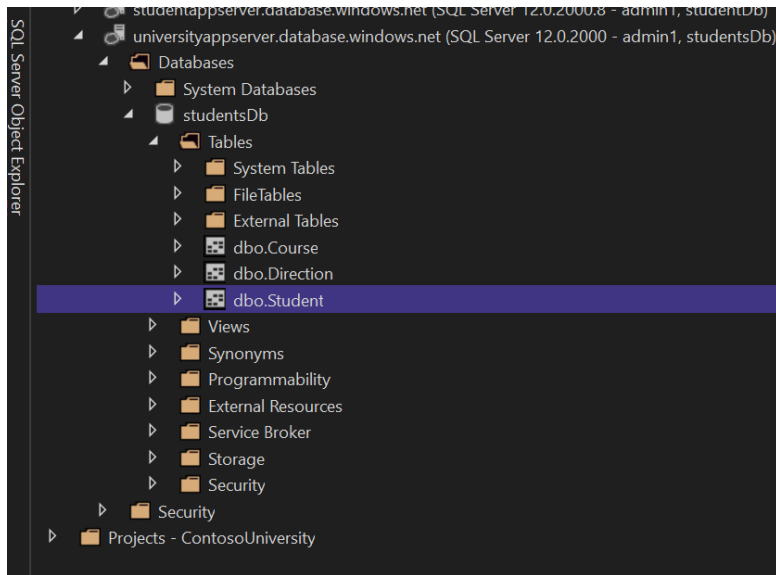 SQL Server Object Explorer
studentappserver.database.windows.net (SQL Server 12.0.2000.8 - admin1, studentDb)
universityappserver.database.windows.net (SQL Server 12.0.2000 - admin1, studentsDb)
Databases
System Databases
studentsDb
Tables
System Tables
FileTables
External Tables
dbo.Course
dbo.Direction
dbo.Student
Views
Synonyms
Programmability
External Resources
Service Broker
Storage
Security
Security
Projects - ContosoUniversity